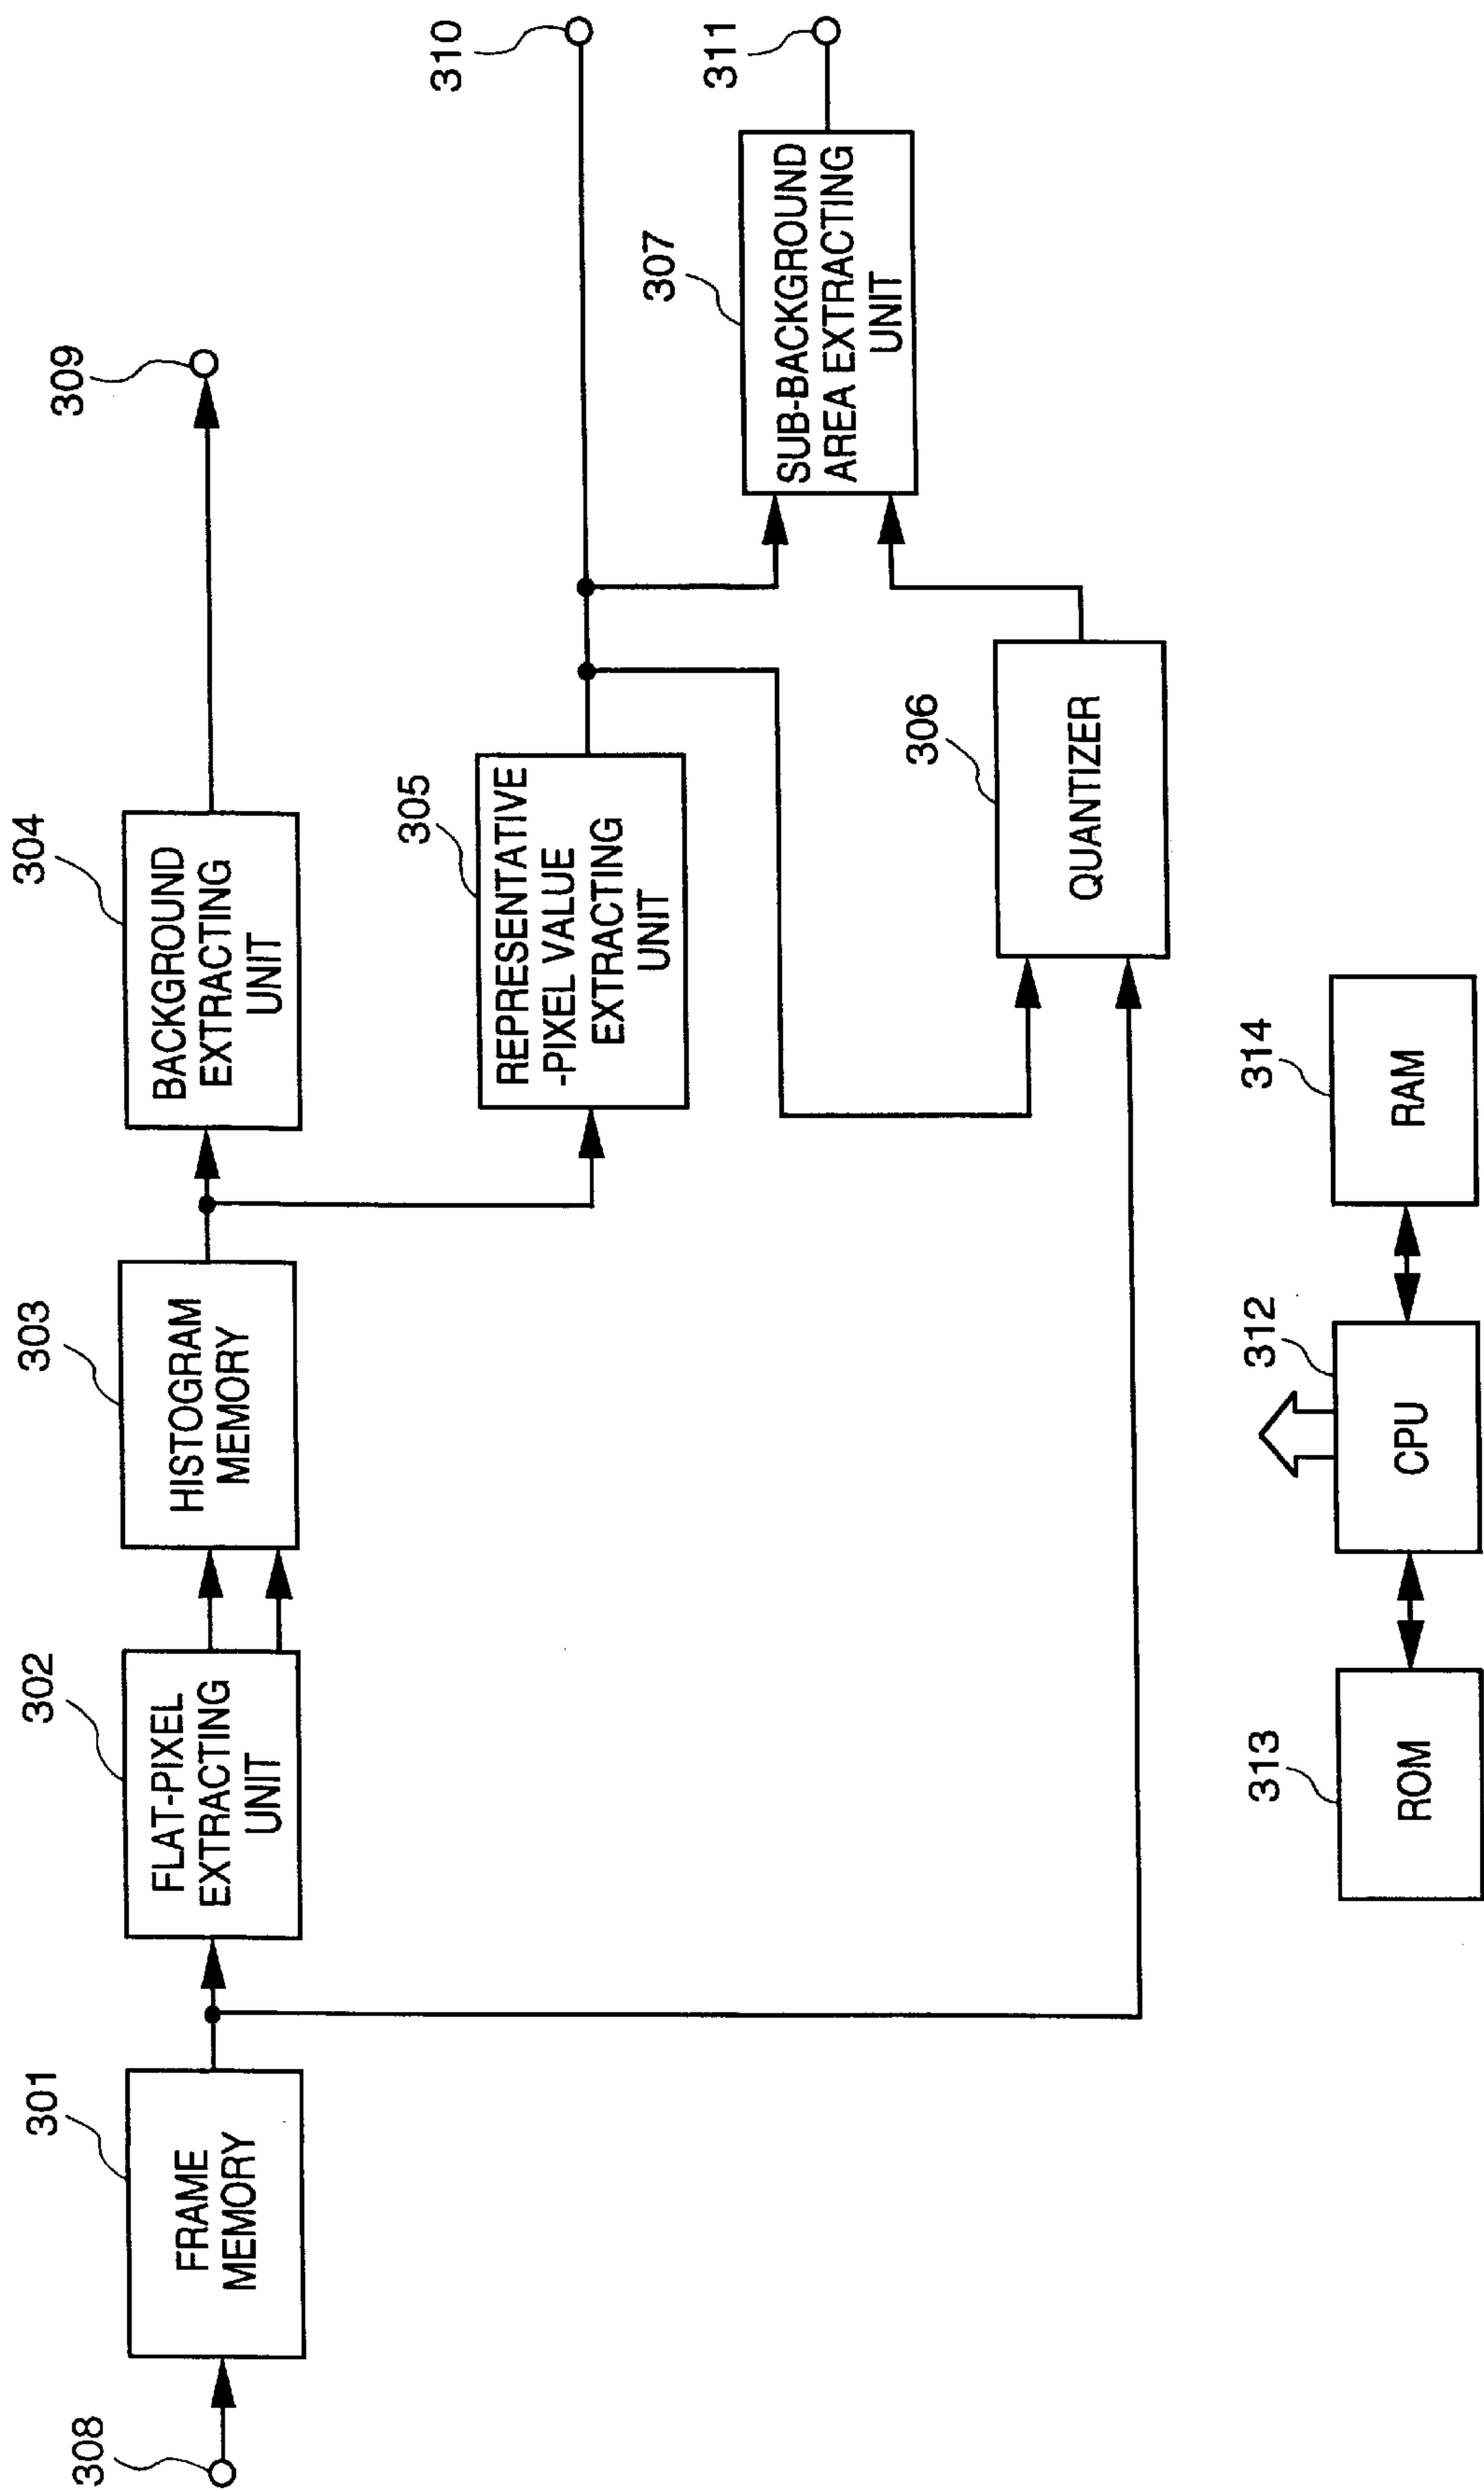 308
301
FRAME
MEMORY
302
FLAT-PIXEL
EXTRACTING
UNIT
303
HISTOGRAM
MEMORY
304
BACKGROUND
EXTRACTING
UNIT
309
305
REPRESENTATIVE
-PIXEL VALUE
EXTRACTING
UNIT
310
306
QUANTIZER
307
SUB-BACKGROUND
AREA EXTRACTING
UNIT
311
313
ROM
312
CPU
314
RAM